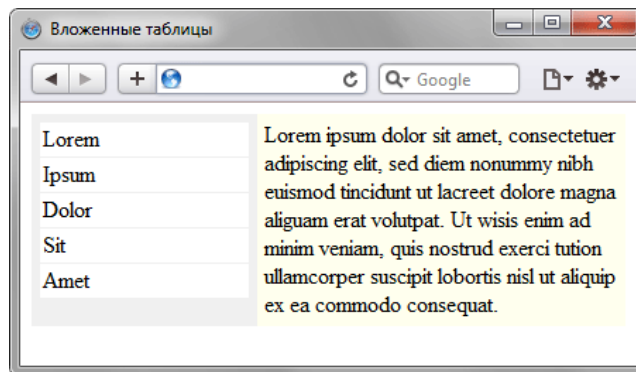 Вложенные таблицы
Google
Lorem
Ipsum
Dolor
Sit
Amet
Lorem ipsum dolor sit amet, consectetuer
adipiscing elit, sed diem nonummy nibh
euismod tincidunt ut lacreet dolore magna
aliguam erat volutpat. Ut wisis enim ad
minim veniam, quis nostrud exerci tution
ullamcorper suscipit lobortis nisl ut aliquip
ex ea commodo consequat.